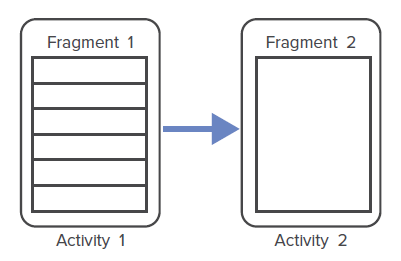 Fragment 1
Fragment 2
Activity 1
Activity 2